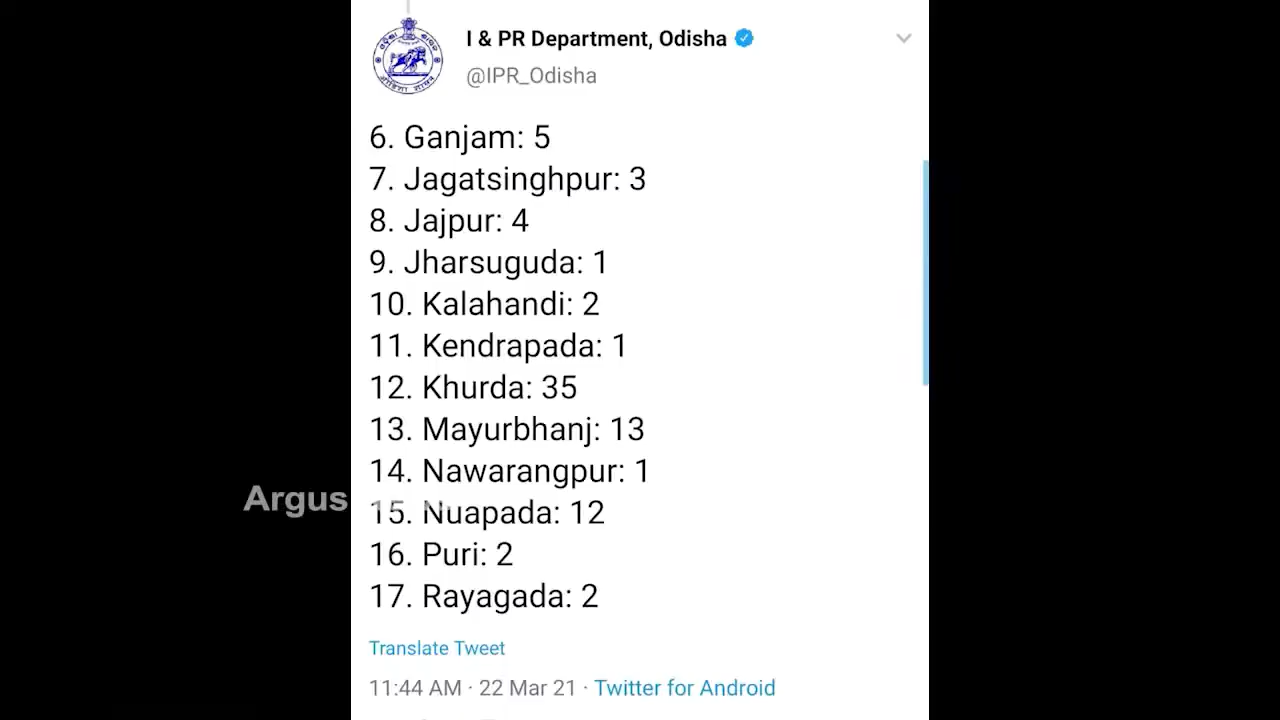 I & PR Department, Odisha
@IPR_Odisha
6. Ganjam: 5
7. Jagatsinghpur: 3
8. Jajpur: 4
9. Jharsuguda: 1
10. Kalahandi: 2
11. Kendrapada: 1
12. Khurda: 35
13. Mayurbhanj: 13
14. Nawarangpur: 1
Argus
15. Nuapada: 12
16. Puri: 2
17. Rayagada: 2
Translate Tweet
11:44 AM · 22 Mar 21 · Twitter for Android